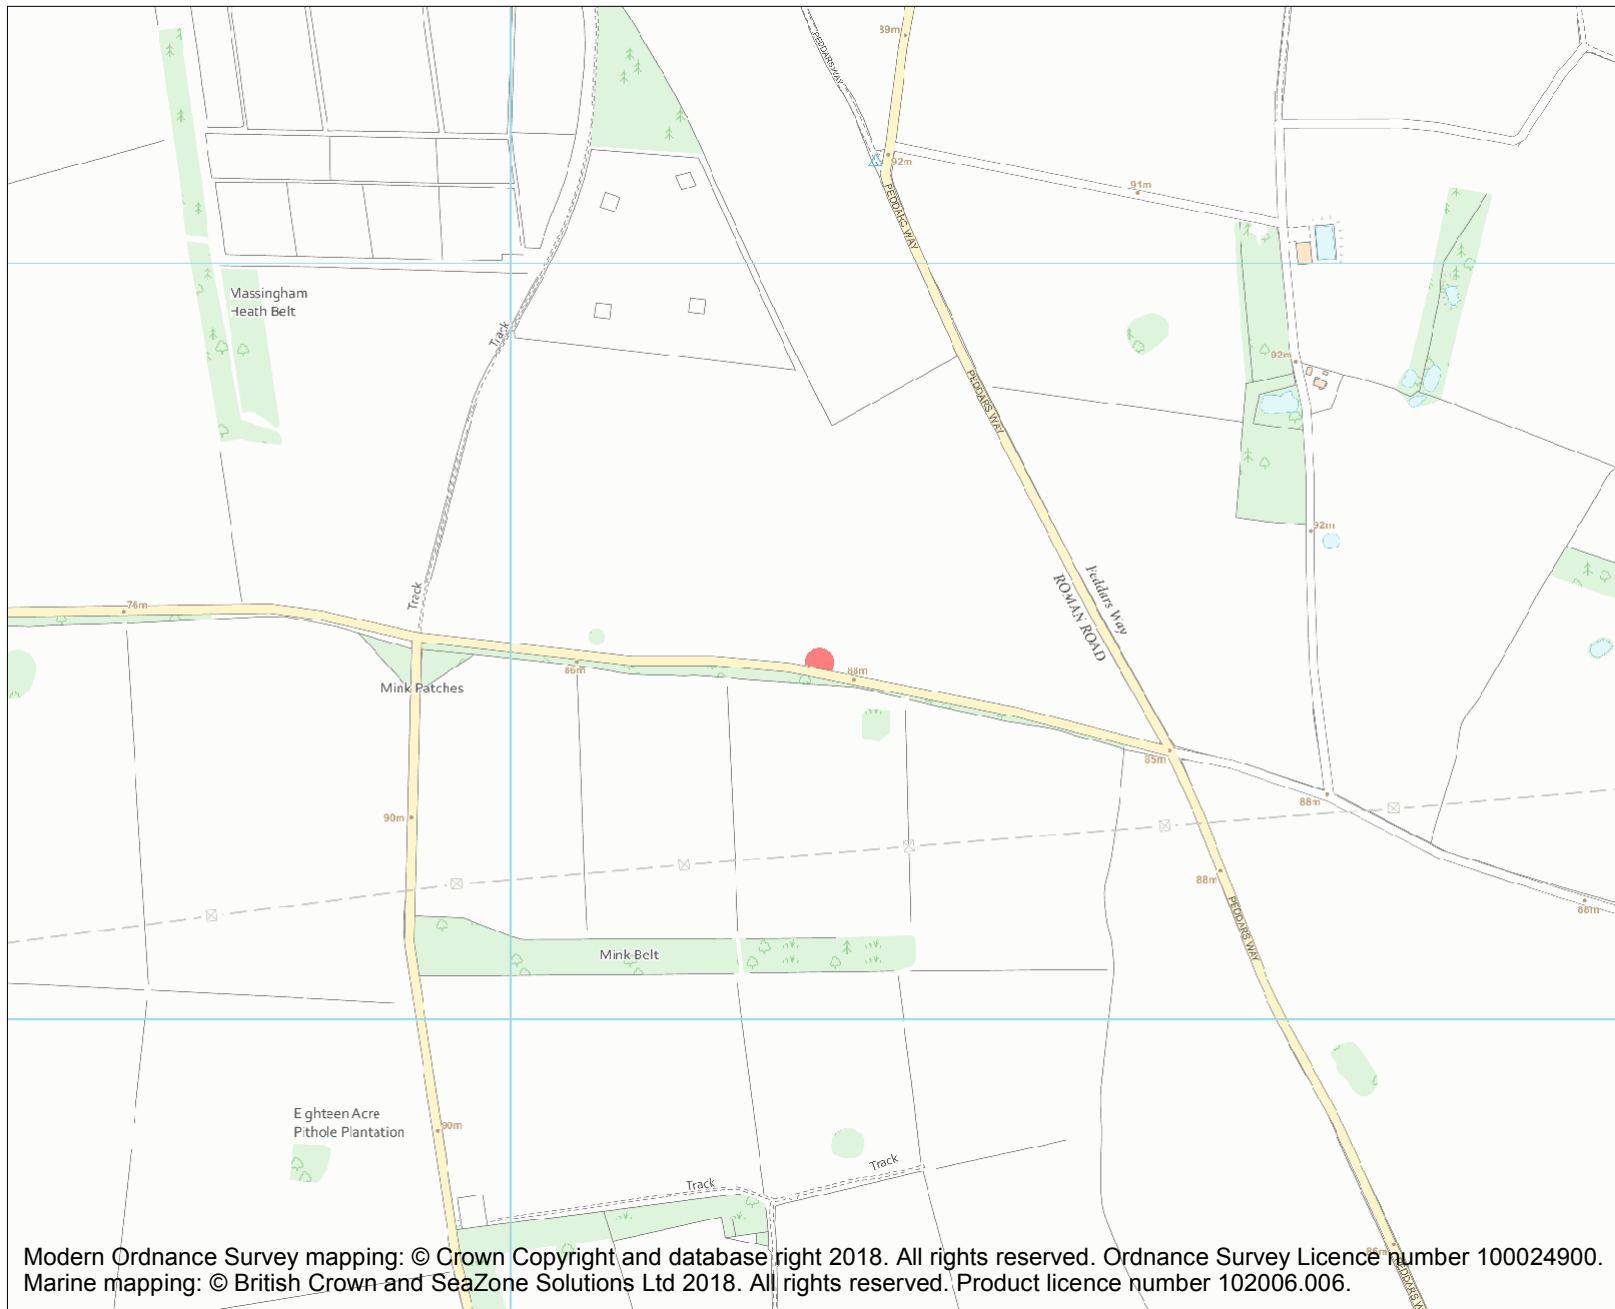 PEDDARS WAY
39m
92m
PEDDARS WAY
91m
Massingham
Heath Belt
Track
92m
PEDDARS WAY
92m
Peddars Way
ROMAN ROAD
Track
76m
86m
88m
Mink Patches
85m
88m
90m
88m
PEDDARS WAY
88m
Mink Belt
Eighteen Acre
Pithole Plantation
90m
Track
Track
86m
PEDDARS W
Modern Ordnance Survey mapping: © Crown Copyright and database right 2018. All rights reserved. Ordnance Survey Licence number 100024900.
Marine mapping: © British Crown and SeaZone Solutions Ltd 2018. All rights reserved. Product licence number 102006.006.